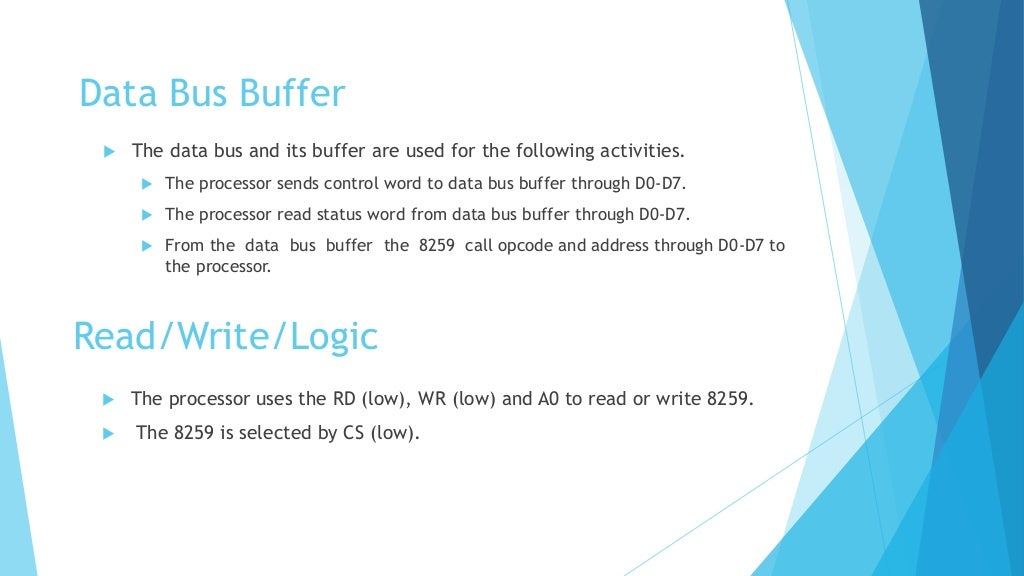 Data Bus Buffer
The data bus and its buffer are used for the following activities.
The processor sends control word to data bus buffer through D0-D7.
The processor read status word from data bus buffer through D0-D7.
From the data bus buffer the 8259 call opcode and address through D0-D7 to
the processor.
Read/Write/Logic
The processor uses the RD (low), WR (low) and A0 to read or write 8259.
The 8259 is selected by CS (low).